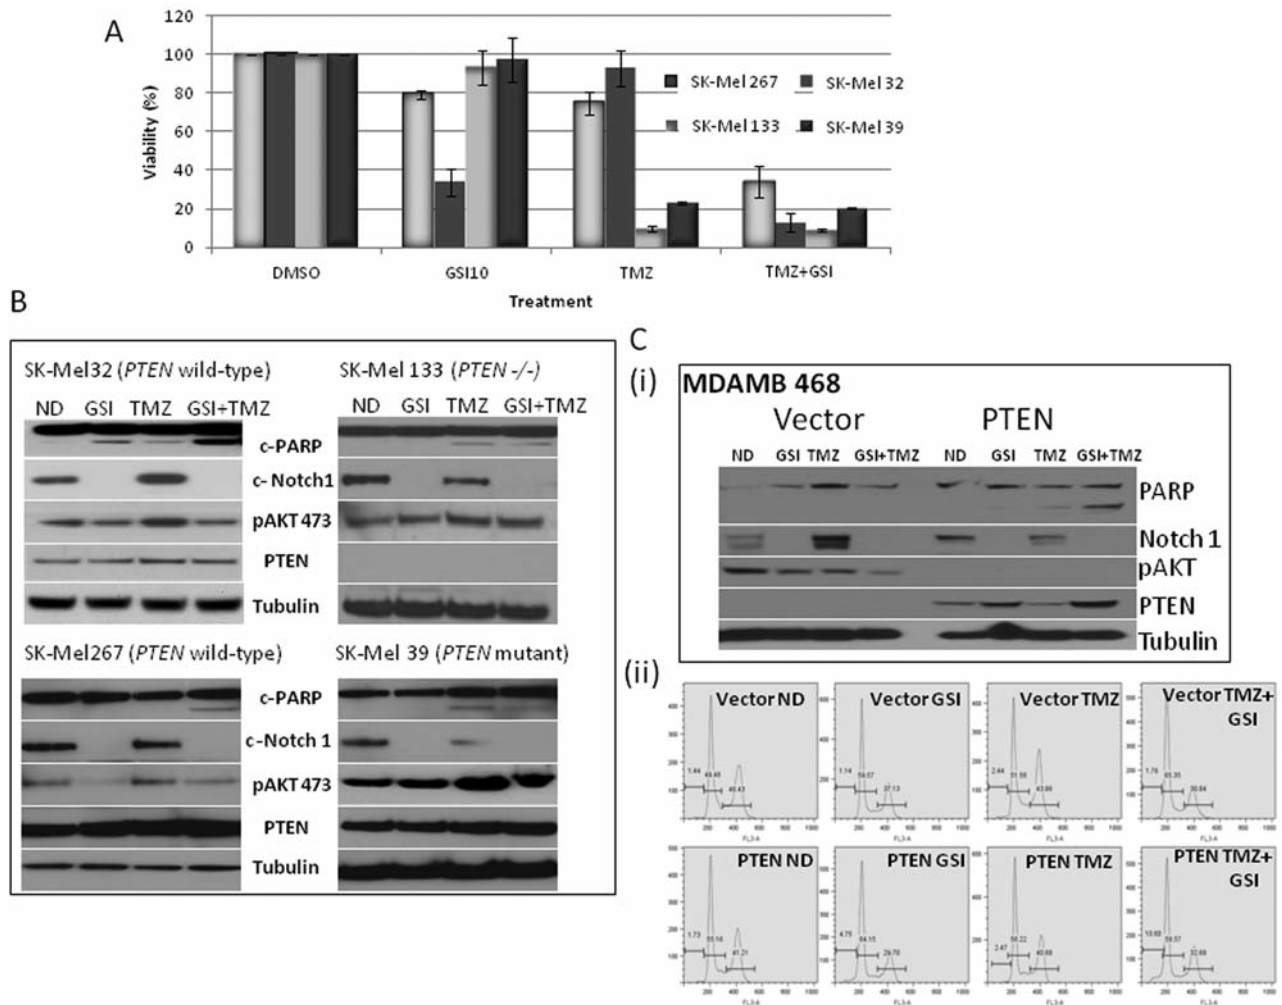 A
120
100
80
60
40
20
0
Viability (%)
SK-Mel 267
SK-Mel 32
SK-Mel 133
SK-Mel 39
DMSO
GSI10
TMZ
TMZ+GSI
Treatment
B
SK-Mel32 (PTEN wild-type)
SK-Mel 133 (PTEN -/-)
ND GSI TMZ GSI+TMZ
ND GSI TMZ GSI+TMZ
c-PARP
c- Notch1
pAKT 473
PTEN
Tubulin
SK-Mel267 (PTEN wild-type)
SK-Mel 39 (PTEN mutant)
c-PARP
c-Notch 1
pAKT 473
PTEN
Tubulin
C
(i)
MDAMB 468
Vector PTEN
ND GSI TMZ GSI+TMZ ND GSI TMZ GSI+TMZ
PARP
Notch 1
pAKT
PTEN
Tubulin
(ii)
Vector ND
Vector GSI
Vector TMZ
Vector TMZ+
GSI
PTEN ND
PTEN GSI
PTEN TMZ
PTEN TMZ+
GSI